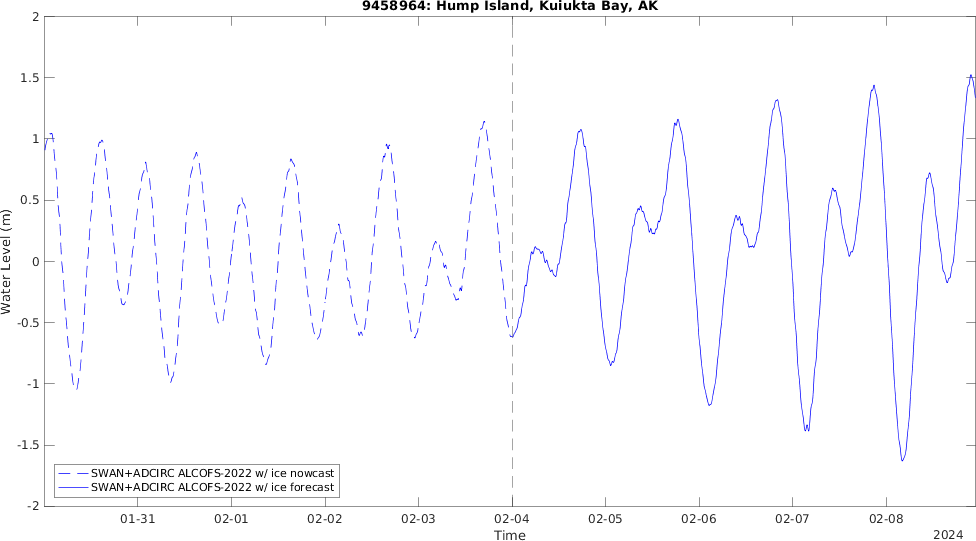 9458964: Hump Island, Kuiukta Bay, AK
2
1.5
1
0.5
0
-0.5
-1
-1.5
-2
Water Level (m)
SWAN+ADCIRC ALCOFS-2022 w/ ice nowcast
SWAN+ADCIRC ALCOFS-2022 w/ ice forecast
01-31 02-01 02-02 02-03 02-04 02-05 02-06 02-07 02-08
Time
2024